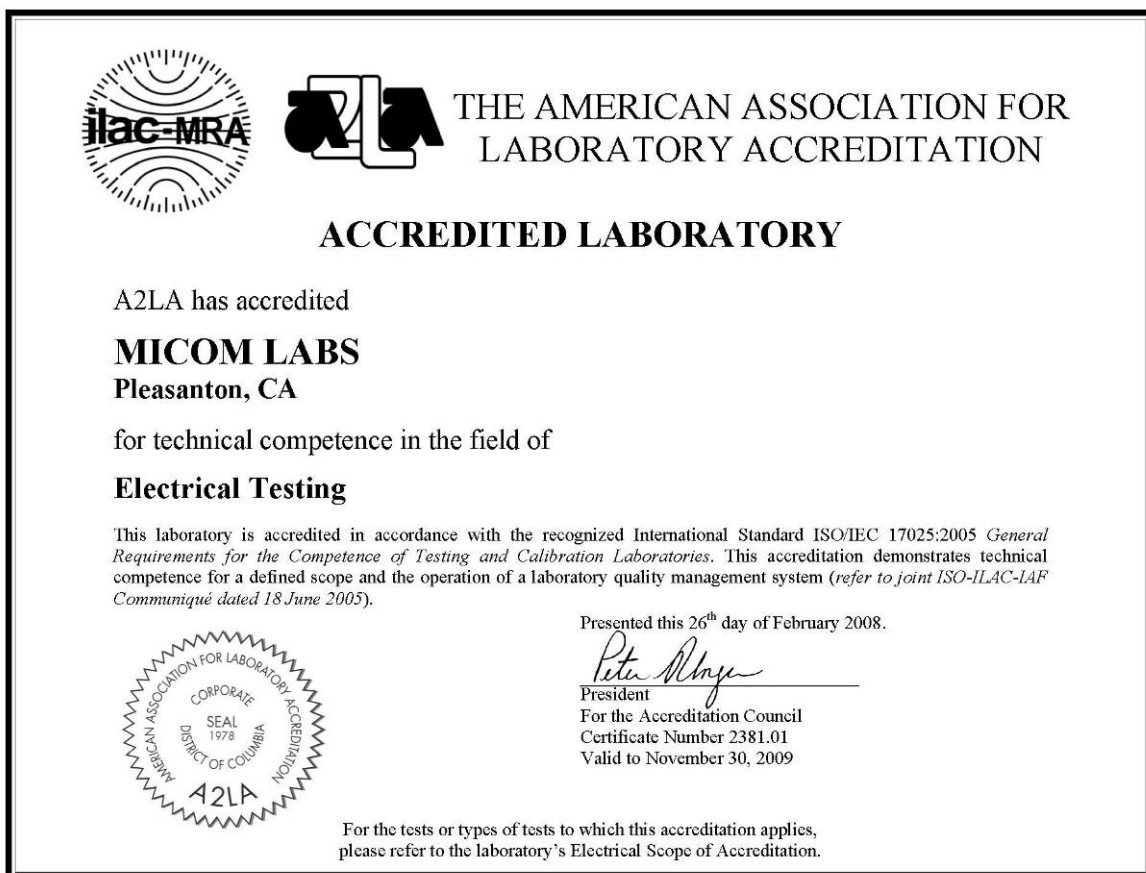 ilac-MRA
A2LA
THE AMERICAN ASSOCIATION FOR
LABORATORY ACCREDITATION
ACCREDITED LABORATORY
A2LA has accredited
MICOM LABS
Pleasanton, CA
for technical competence in the field of
Electrical Testing
This laboratory is accredited in accordance with the recognized International Standard ISO/IEC 17025:2005 General
Requirements for the Competence of Testing and Calibration Laboratories. This accreditation demonstrates technical
competence for a defined scope and the operation of a laboratory quality management system (refer to joint ISO-ILAC-IAF
Communiqué dated 18 June 2005).
Presented this 26th day of February 2008.
Peter
President
For the Accreditation Council
Certificate Number 2381.01
Valid to November 30, 2009
AMERICAN ASSOCIATION FOR LABORATORY ACCREDITATION
CORPORATE
SEAL
1978
DISTRICT OF COLUMBIA
A2LA
For the tests or types of tests to which this accreditation applies,
please refer to the laboratory's Electrical Scope of Accreditation.